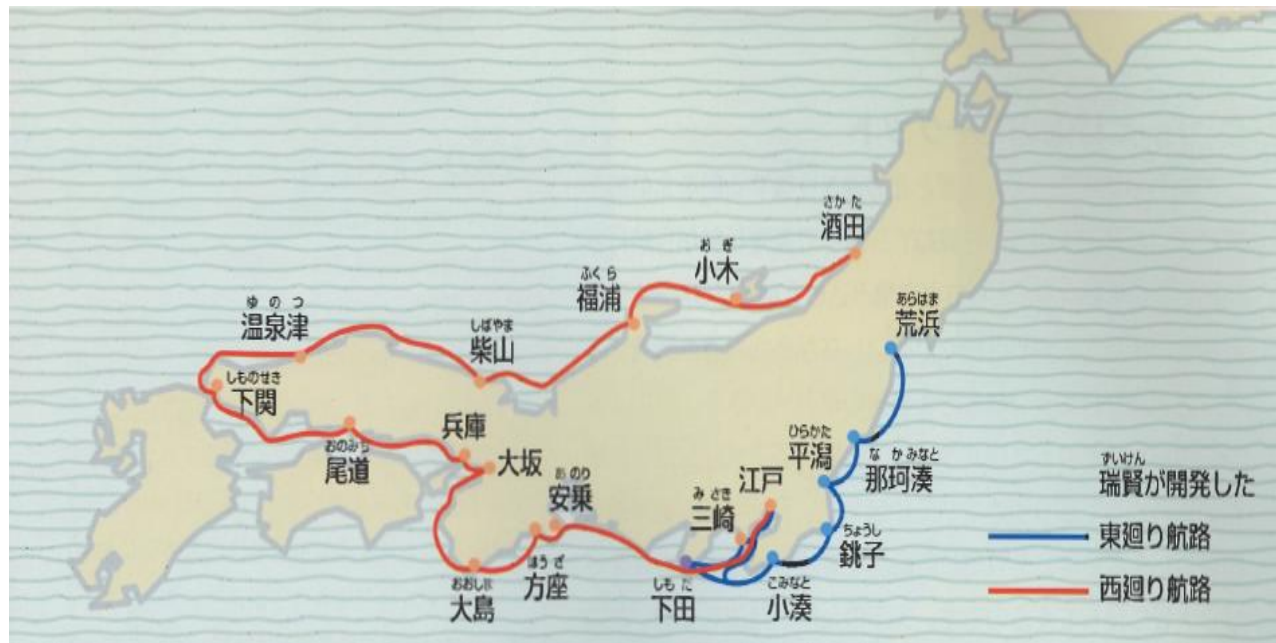 さかた
酒田
おぎ
小木
ふくら
福浦
あらはま
荒浜
ゆのつ
温泉津
しばやま
柴山
しものせき
下関
兵庫
大坂
おのみち
尾道
あのり
安乗
ほうざ
方座
おおしま
大島
江戸
みさき
三崎
しもだ
下田
こみなと
小湊
ちょうし
銚子
ひらかた
平潟
なかみなと
那珂湊
ずいけん
瑞賢が開発した
東廻り航路
西廻り航路